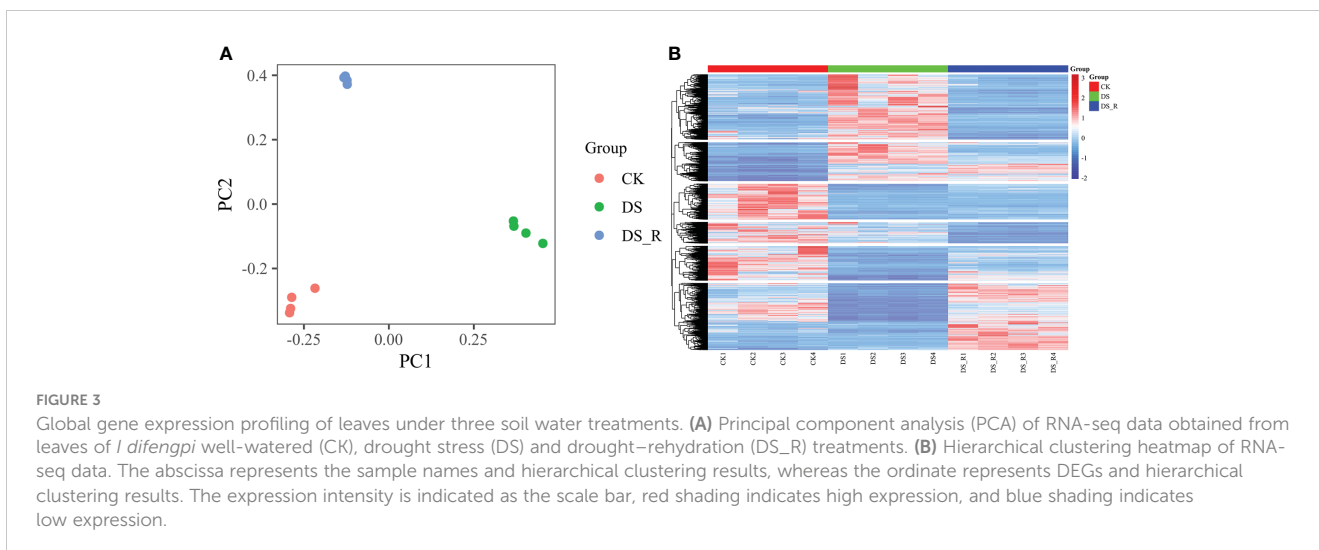 A
B
0.4
0.2
0.0
-0.2
PC2
-0.25
0.00
0.25
PC1
Group
CK
DS
DS_R
Group
3
2
1
0
-1
-2
Group
CK
DS
DS_R
CK1
CK2
CK3
CK4
DS1
DS2
DS3
DS4
DS_R1
DS_R2
DS_R3
DS_R4
FIGURE 3
Global gene expression profiling of leaves under three soil water treatments. (A) Principal component analysis (PCA) of RNA-seq data obtained from
leaves of I difengpi well-watered (CK), drought stress (DS) and drought–rehydration (DS_R) treatments. (B) Hierarchical clustering heatmap of RNA-
seq data. The abscissa represents the sample names and hierarchical clustering results, whereas the ordinate represents DEGs and hierarchical
clustering results. The expression intensity is indicated as the scale bar, red shading indicates high expression, and blue shading indicates
low expression.